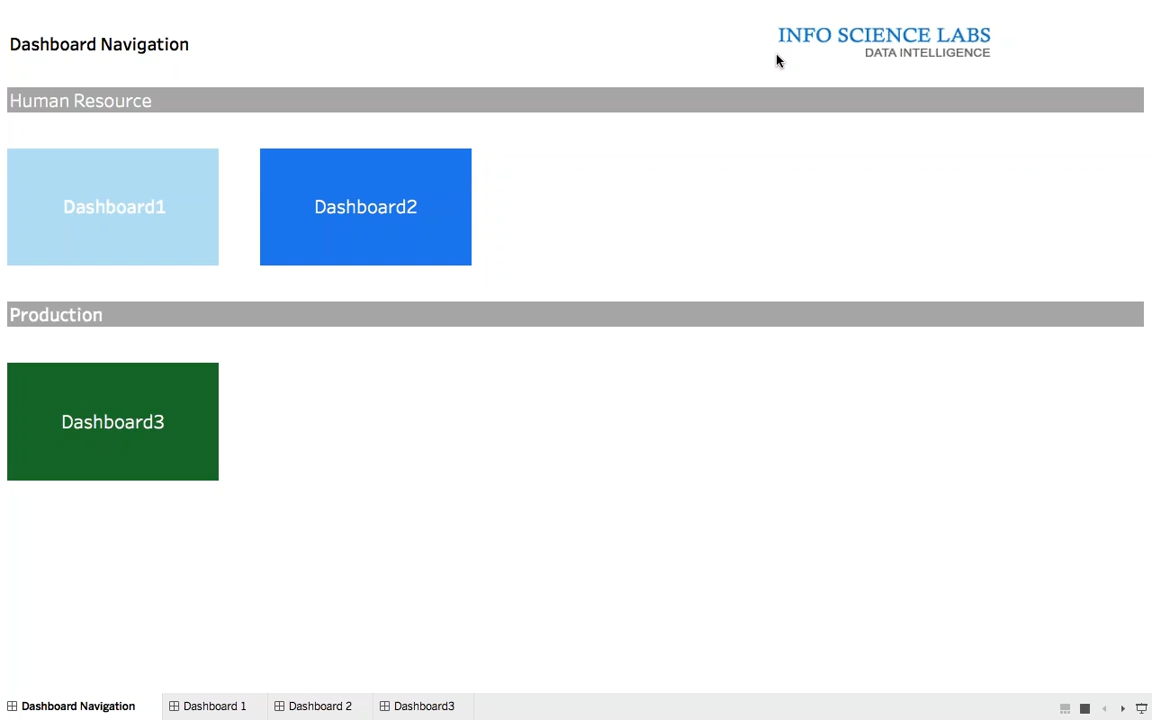 Dashboard Navigation
INFO SCIENCE LABS
DATA INTELLIGENCE
Human Resource
Dashboard1
Dashboard2
Production
Dashboard3
Dashboard Navigation
Dashboard 1
Dashboard 2
Dashboard3